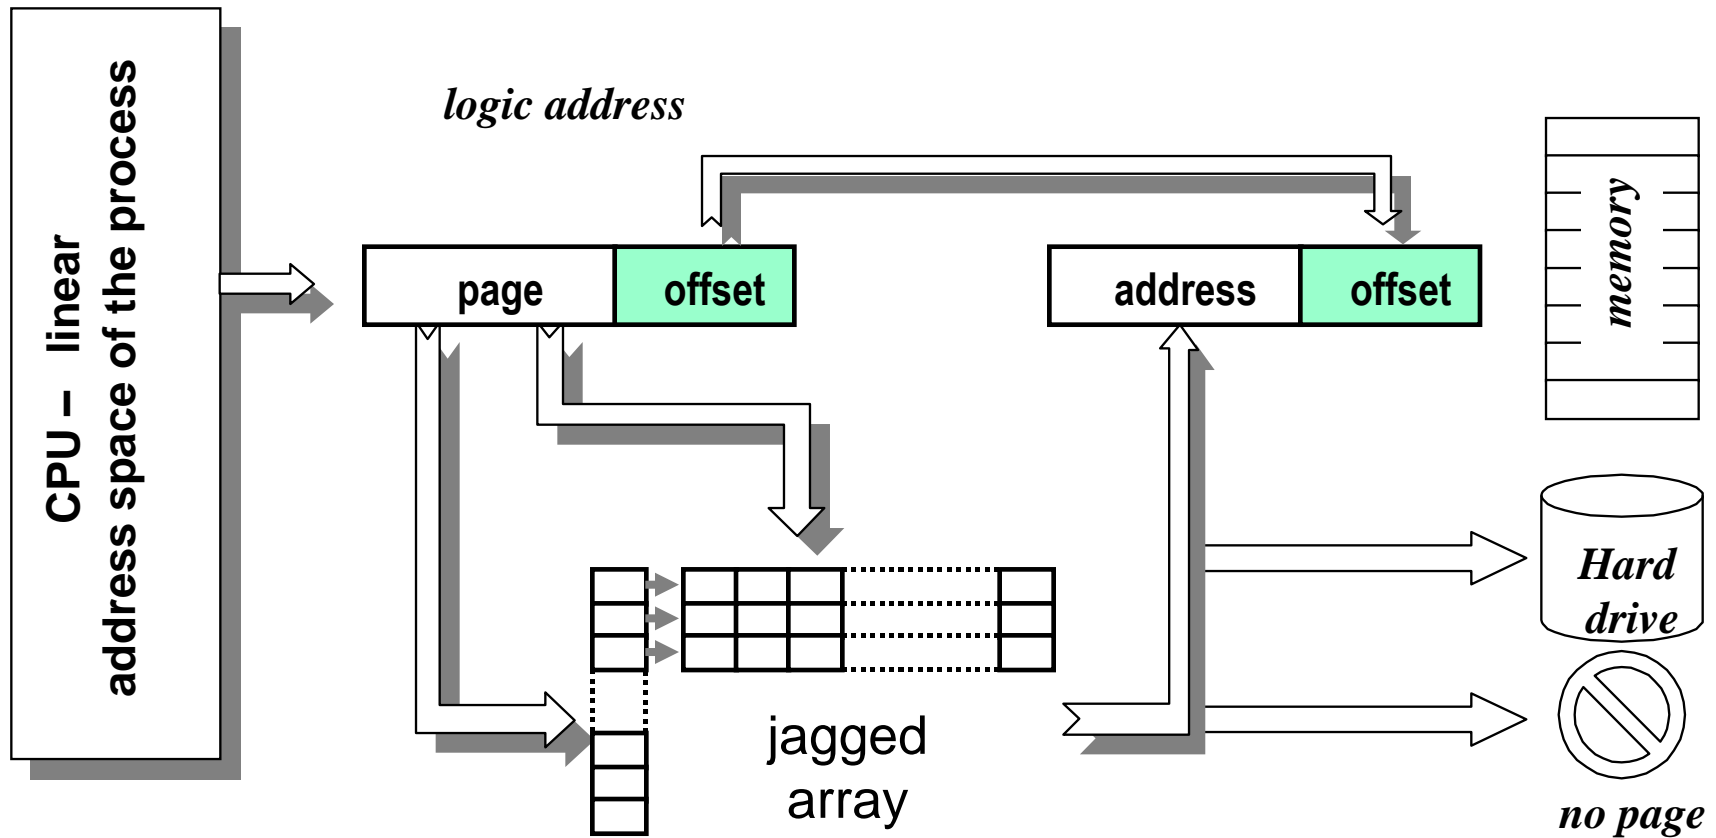 CPU – linear
address space of the process
logic address
page
offset
address
offset
memory
Hard
drive
jagged
array
no page